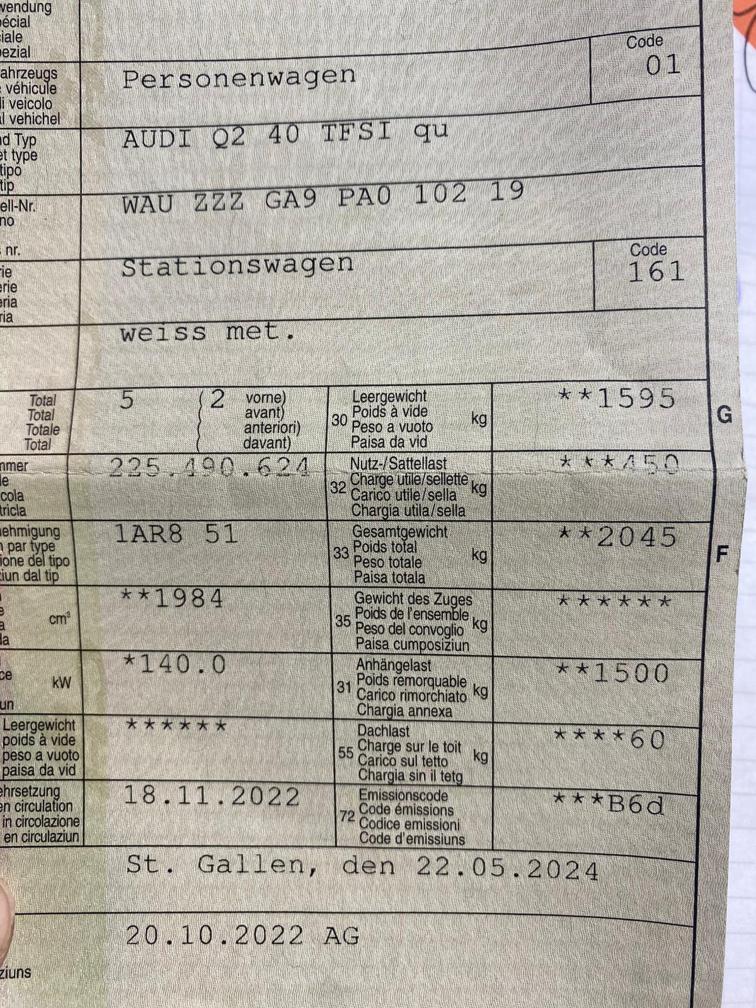 wendung
pécial
ciale
pezial
ahrzeugs
véhicule
li veicolo
al vehichel
Personenwagen
Code
01
nd Typ
et type
tipo
tip
AUDI Q2 40 TFSI qu
ell-Nr.
no
nr.
WAU ZZZ GA9 PA0 102 19
rie
erie
eria
ria
Stationswagen
Code
161
weiss met.
Total
Total
Totale
Total
5 (2 vorne)
avant)
anteriori)
davant)
30 Leergewicht
Poids à vide
Peso a vuoto
Paisa da vid
kg
**1595
G
mmer
le
cola
tricla
225.490.624
32 Nutz-/Sattellast
Charge utile/sellette
Carico utile/sella
Chargia utila/sella
kg
***450
ehmigung
n par type
ione del tipo
iun dal tip
1AR8 51
33 Gesamtgewicht
Poids total
Peso totale
Paisa totala
kg
**2045
F
cm³
**1984
35 Gewicht des Zuges
Poids de l'ensemble
Peso del convoglio
Paisa cumposiziun
kg
******
kW
*140.0
31 Anhängelast
Poids remorquable
Carico rimorchiato
Chargia annexa
kg
**1500
Leergewicht
poids à vide
peso a vuoto
paisa da vid
******
55 Dachlast
Charge sur le toit
Carico sul tetto
Chargia sin il tetg
kg
****60
ehrsetzung
en circulation
in circolazione
en circulaziun
18.11.2022
72 Emissionscode
Code émissions
Codice emissioni
Code d'emissiuns
***B6d
St. Gallen, den 22.05.2024
20.10.2022 AG
ziuns